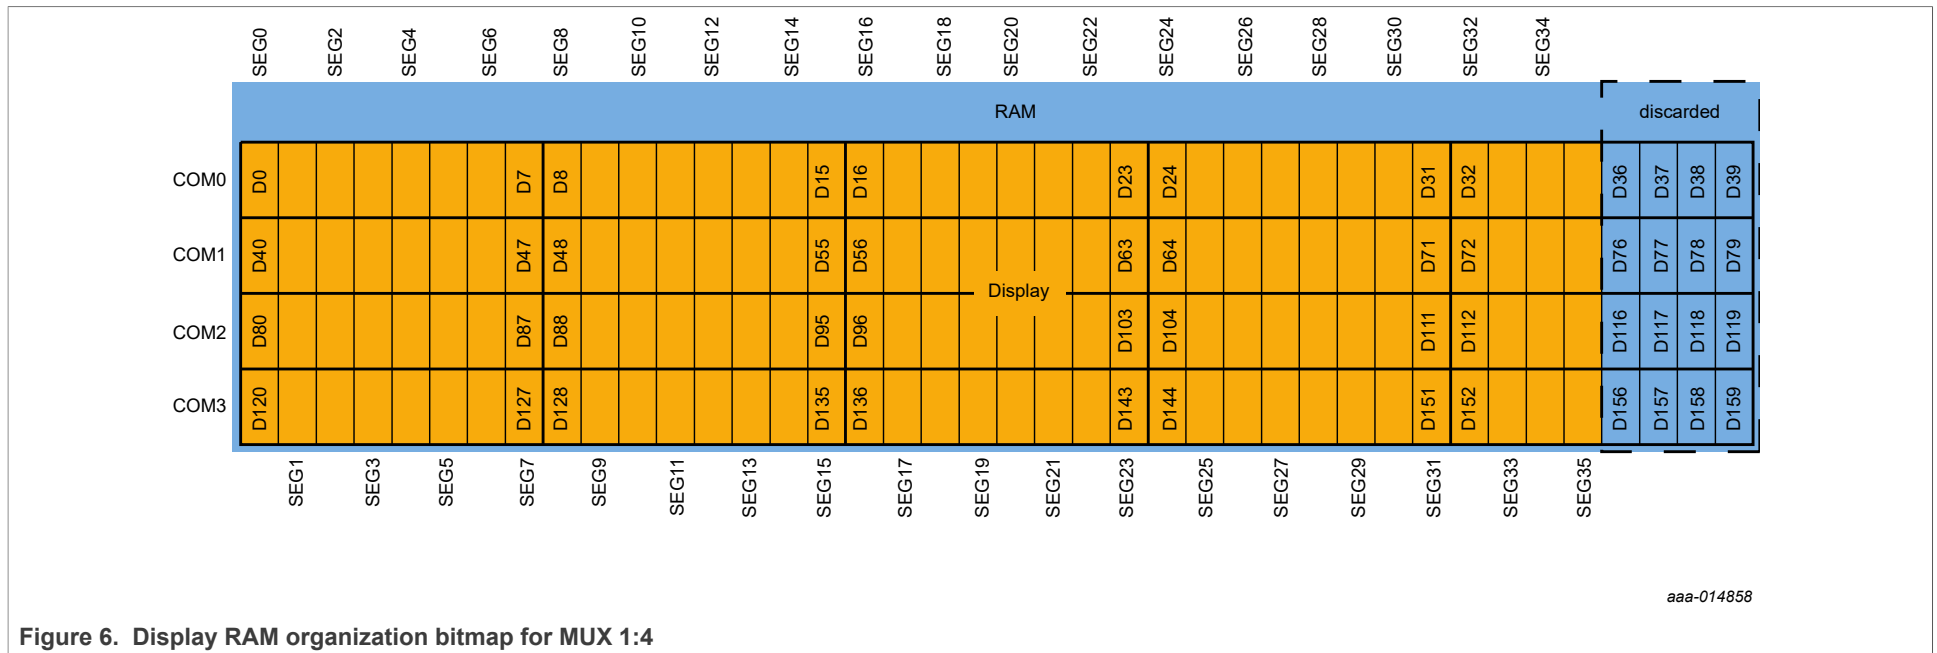 SEG0 SEG2 SEG4 SEG6 SEG8 SEG10 SEG12 SEG14 SEG16 SEG18 SEG20 SEG22 SEG24 SEG26 SEG28 SEG30 SEG32 SEG34
RAM discarded
COM0 D0 D7 D8 D15 D16 D23 D24 D31 D32 D36 D37 D38 D39
COM1 D40 D47 D48 D55 D56 D63 D64 D71 D72 D76 D77 D78 D79
Display
COM2 D80 D87 D88 D95 D96 D103 D104 D111 D112 D116 D117 D118 D119
COM3 D120 D127 D128 D135 D136 D143 D144 D151 D152 D156 D157 D158 D159
SEG1 SEG3 SEG5 SEG7 SEG9 SEG11 SEG13 SEG15 SEG17 SEG19 SEG21 SEG23 SEG25 SEG27 SEG29 SEG31 SEG33 SEG35
aaa-014858
Figure 6. Display RAM organization bitmap for MUX 1:4